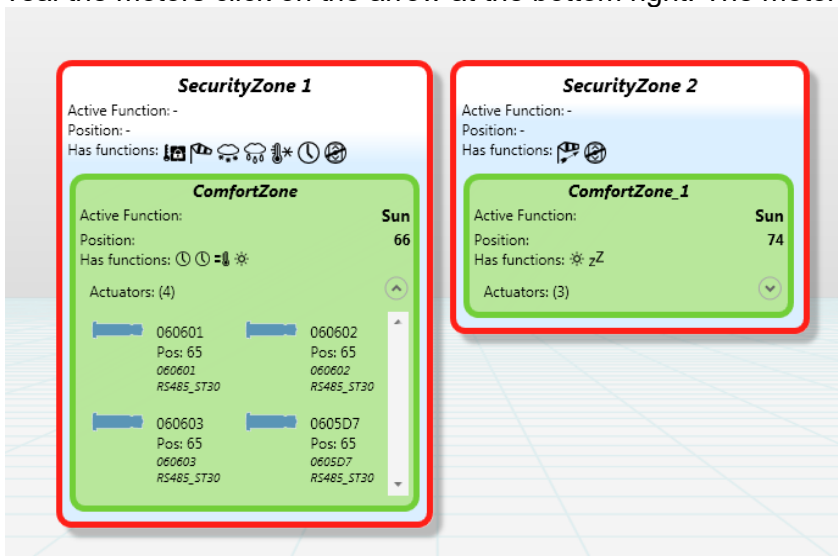 SecurityZone 1
Active Function: -
Position: -
Has functions:
ComfortZone
Active Function: Sun
Position: 66
Has functions:
Actuators: (4)
060601
Pos: 65
060601
RS485_ST30
060602
Pos: 65
060602
RS485_ST30
060603
Pos: 65
060603
RS485_ST30
0605D7
Pos: 65
0605D7
RS485_ST30
SecurityZone 2
Active Function: -
Position: -
Has functions:
ComfortZone_1
Active Function: Sun
Position: 74
Has functions: zZ
Actuators: (3)